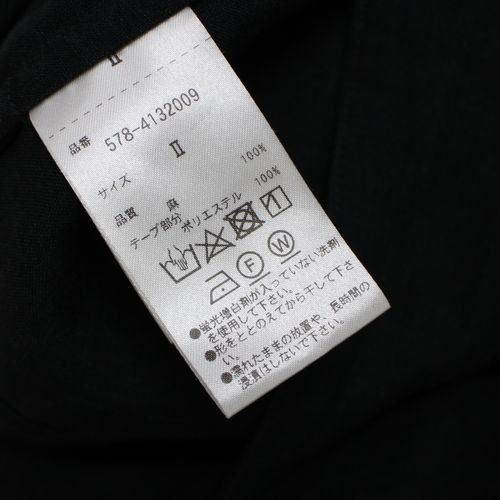 II
品番 578-4132009
サイズ II
品質 麻 100%
テープ部分 ポリエステル 100%
F W
●蛍光増白剤が入っていない洗剤
を使用して下さい。
●形をととのえてから干して下さ
い。
●濡れたままの放置や、長時間の
浸漬はしないで下さい。